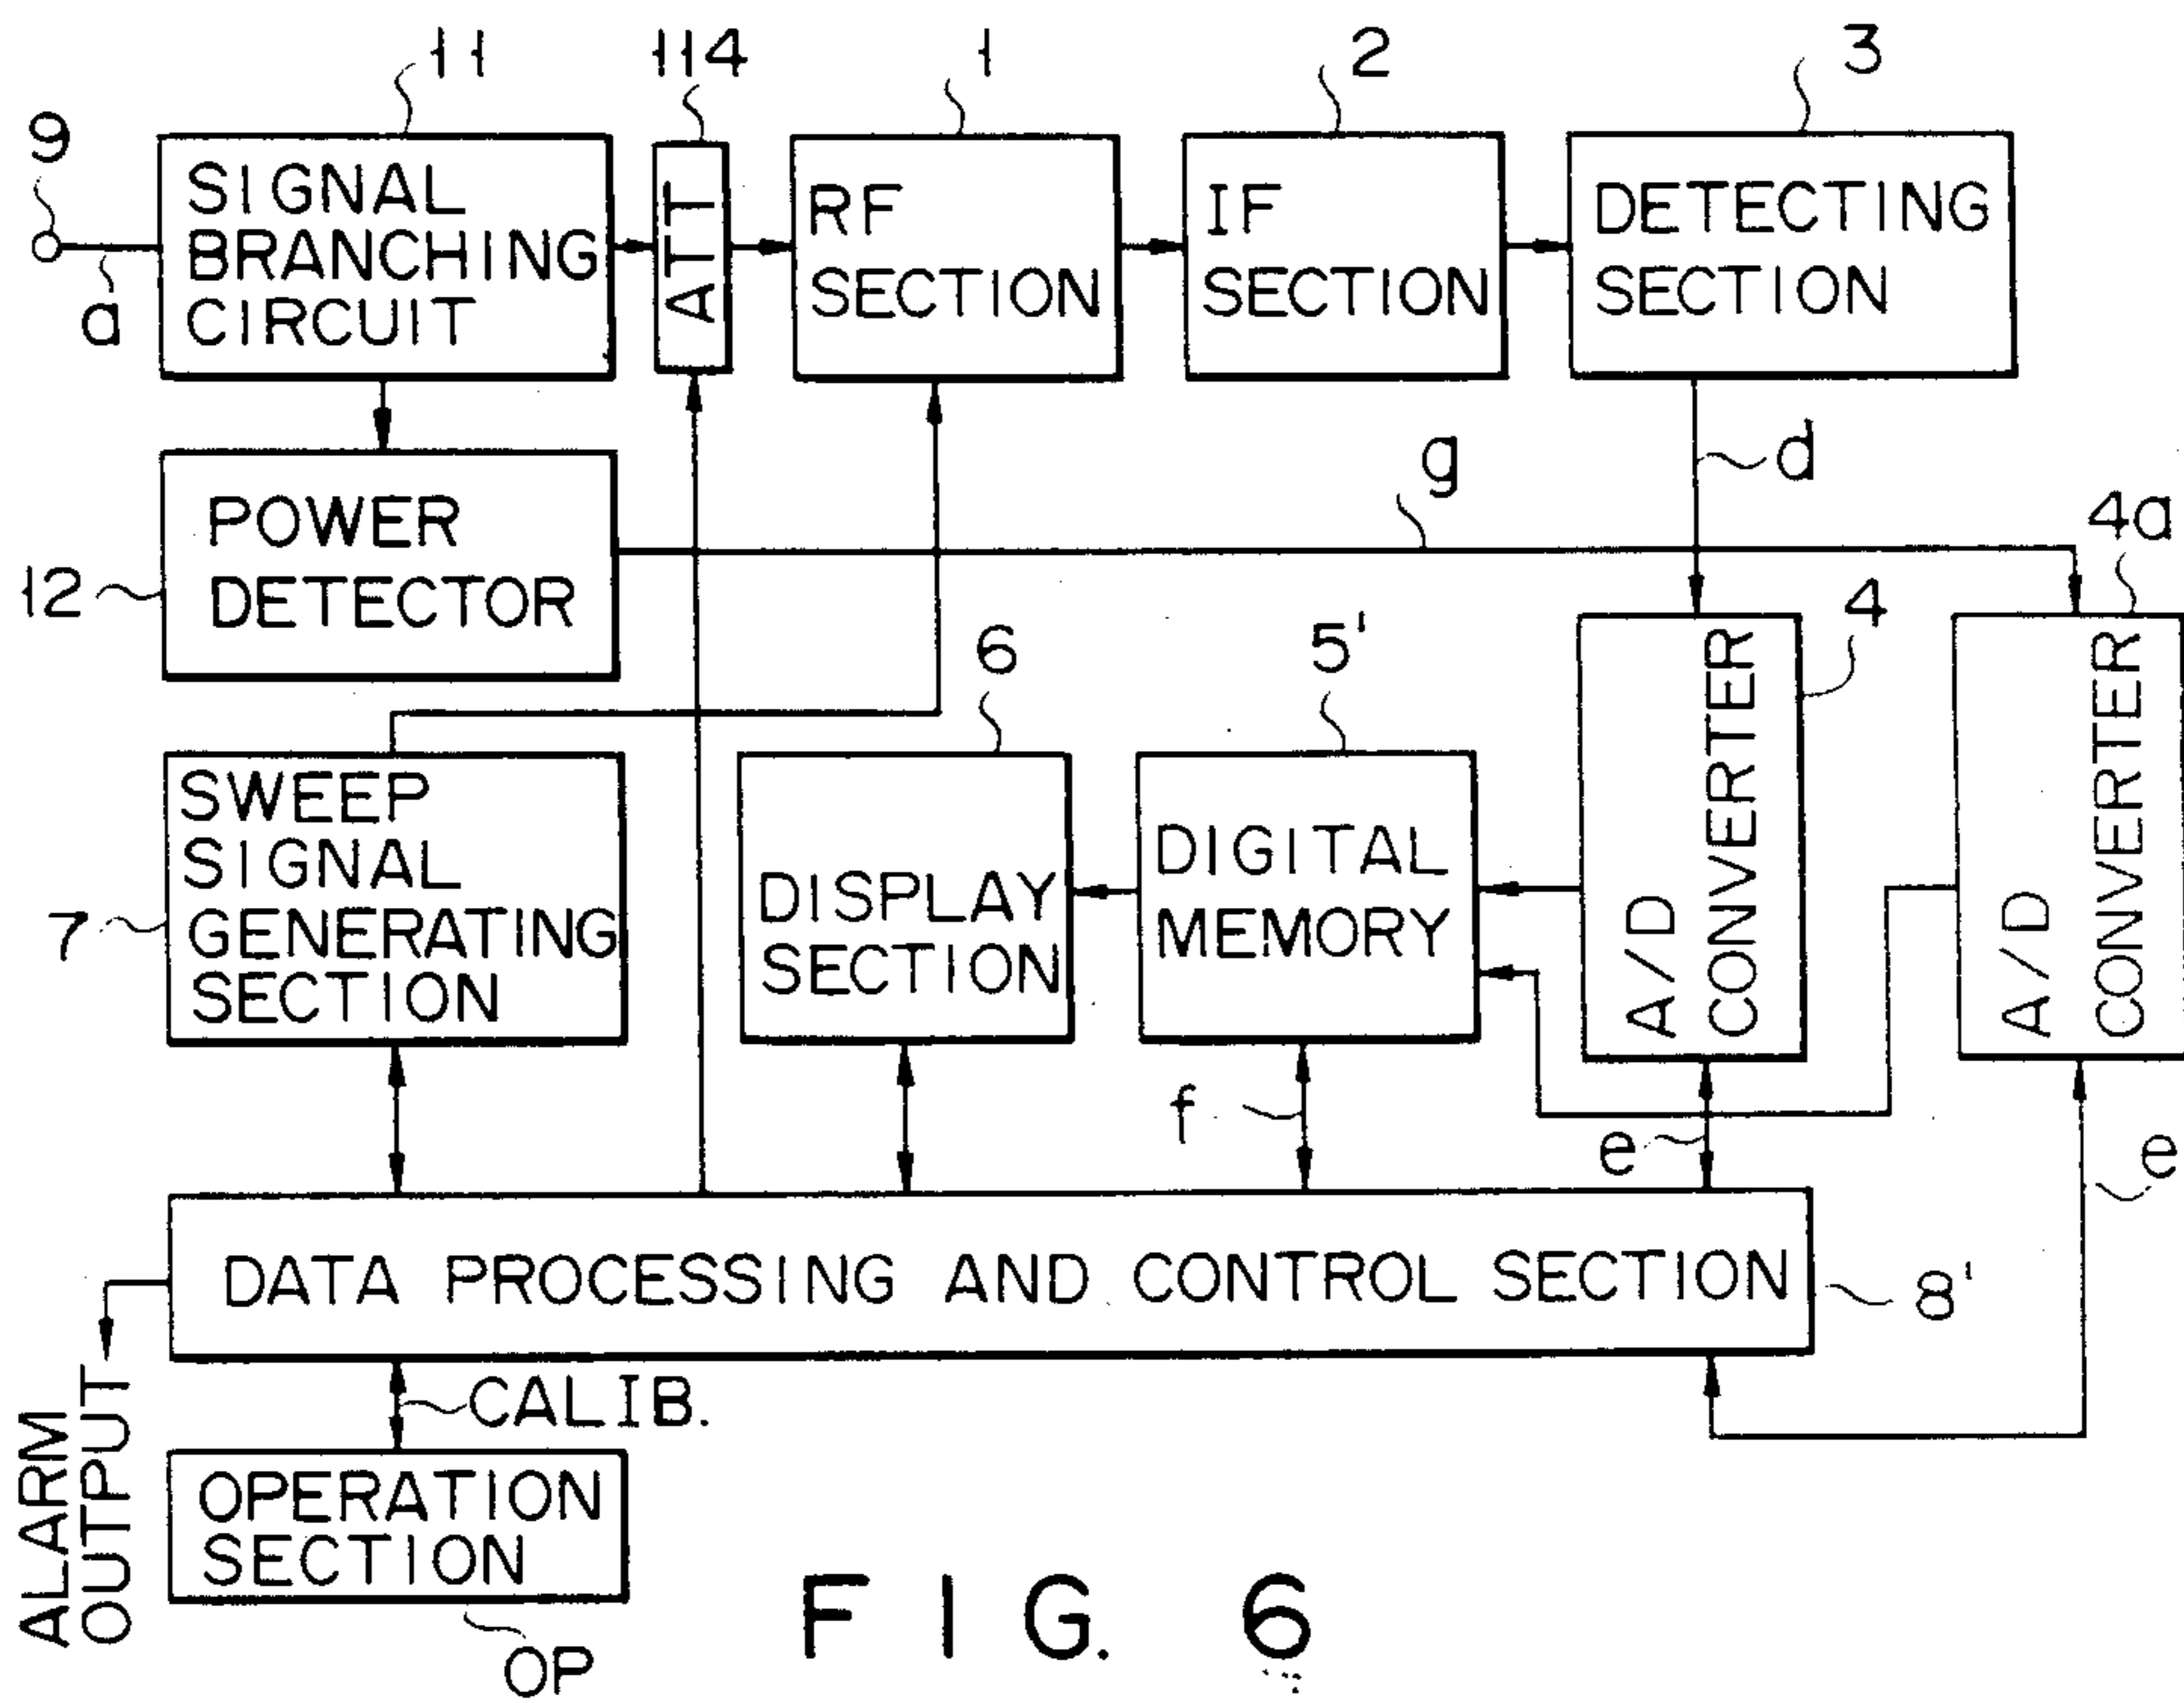 11
114
1
2
3
9
a
SIGNAL
BRANCHING
CIRCUIT
ATT
RF
SECTION
IF
SECTION
DETECTING
SECTION
g
d
4a
POWER
DETECTOR
12
6
5'
4
SWEEP
SIGNAL
GENERATING
SECTION
7
DISPLAY
SECTION
DIGITAL
MEMORY
A/D
CONVERTER
A/D
CONVERTER
f
e
e
DATA PROCESSING AND CONTROL SECTION
8'
ALARM
OUTPUT
CALIB.
OPERATION
SECTION
OP
FIG. 6